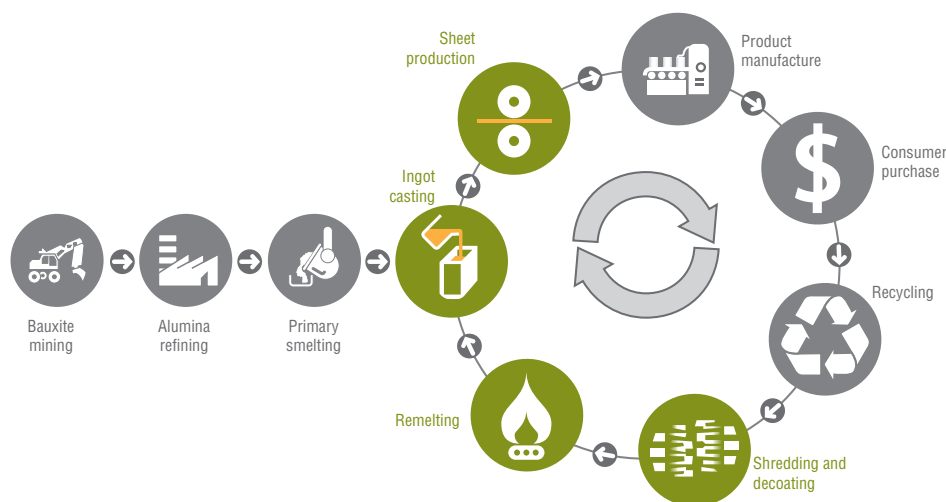 Sheet
production
Product
manufacture
Consumer
purchase
Ingot
casting
Bauxite
mining
Alumina
refining
Primary
smelting
Recycling
Remelting
Shredding and
decoating